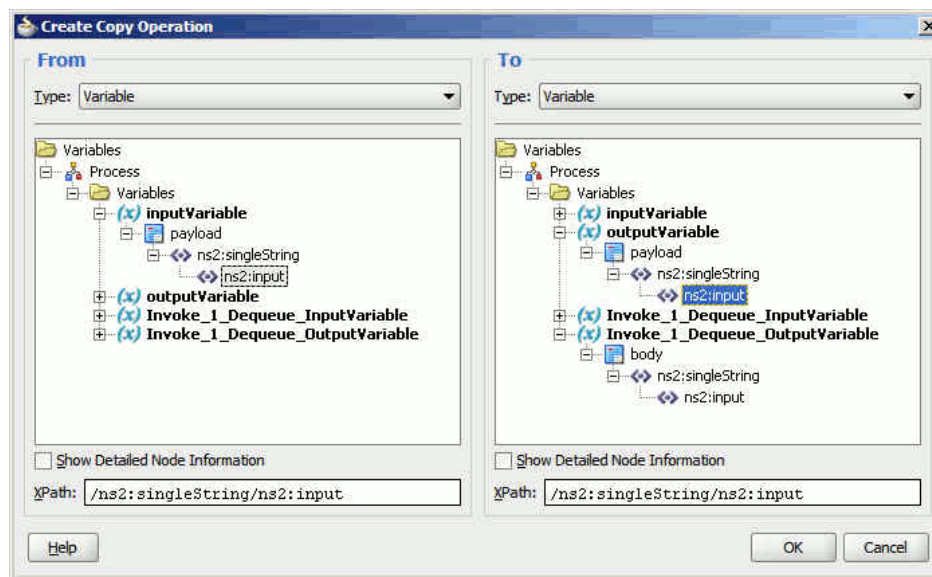 Create Copy Operation
From
Type: Variable
Variables
Process
Variables
inputVariable
payload
ns2:singleString
ns2:input
outputVariable
Invoke_1_Dequeue_InputVariable
Invoke_1_Dequeue_OutputVariable
Show Detailed Node Information
XPath: /ns2:singleString/ns2:input
To
Type: Variable
Variables
Process
Variables
inputVariable
outputVariable
payload
ns2:singleString
ns2:input
Invoke_1_Dequeue_InputVariable
Invoke_1_Dequeue_OutputVariable
body
ns2:singleString
ns2:input
Show Detailed Node Information
XPath: /ns2:singleString/ns2:input
Help
OK
Cancel